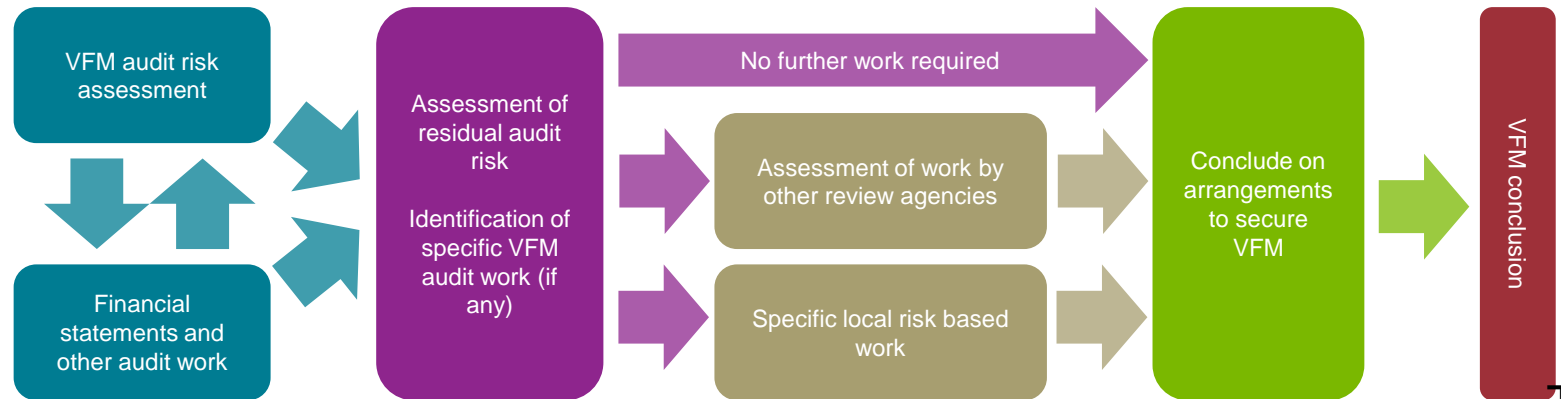 VFM audit risk
assessment
Financial
statements and
other audit work
Assessment of
residual audit
risk
Identification of
specific VFM
audit work (if
any)
No further work required
Assessment of work by
other review agencies
Specific local risk based
work
Conclude on
arrangements
to secure
VFM
VFM conclusion